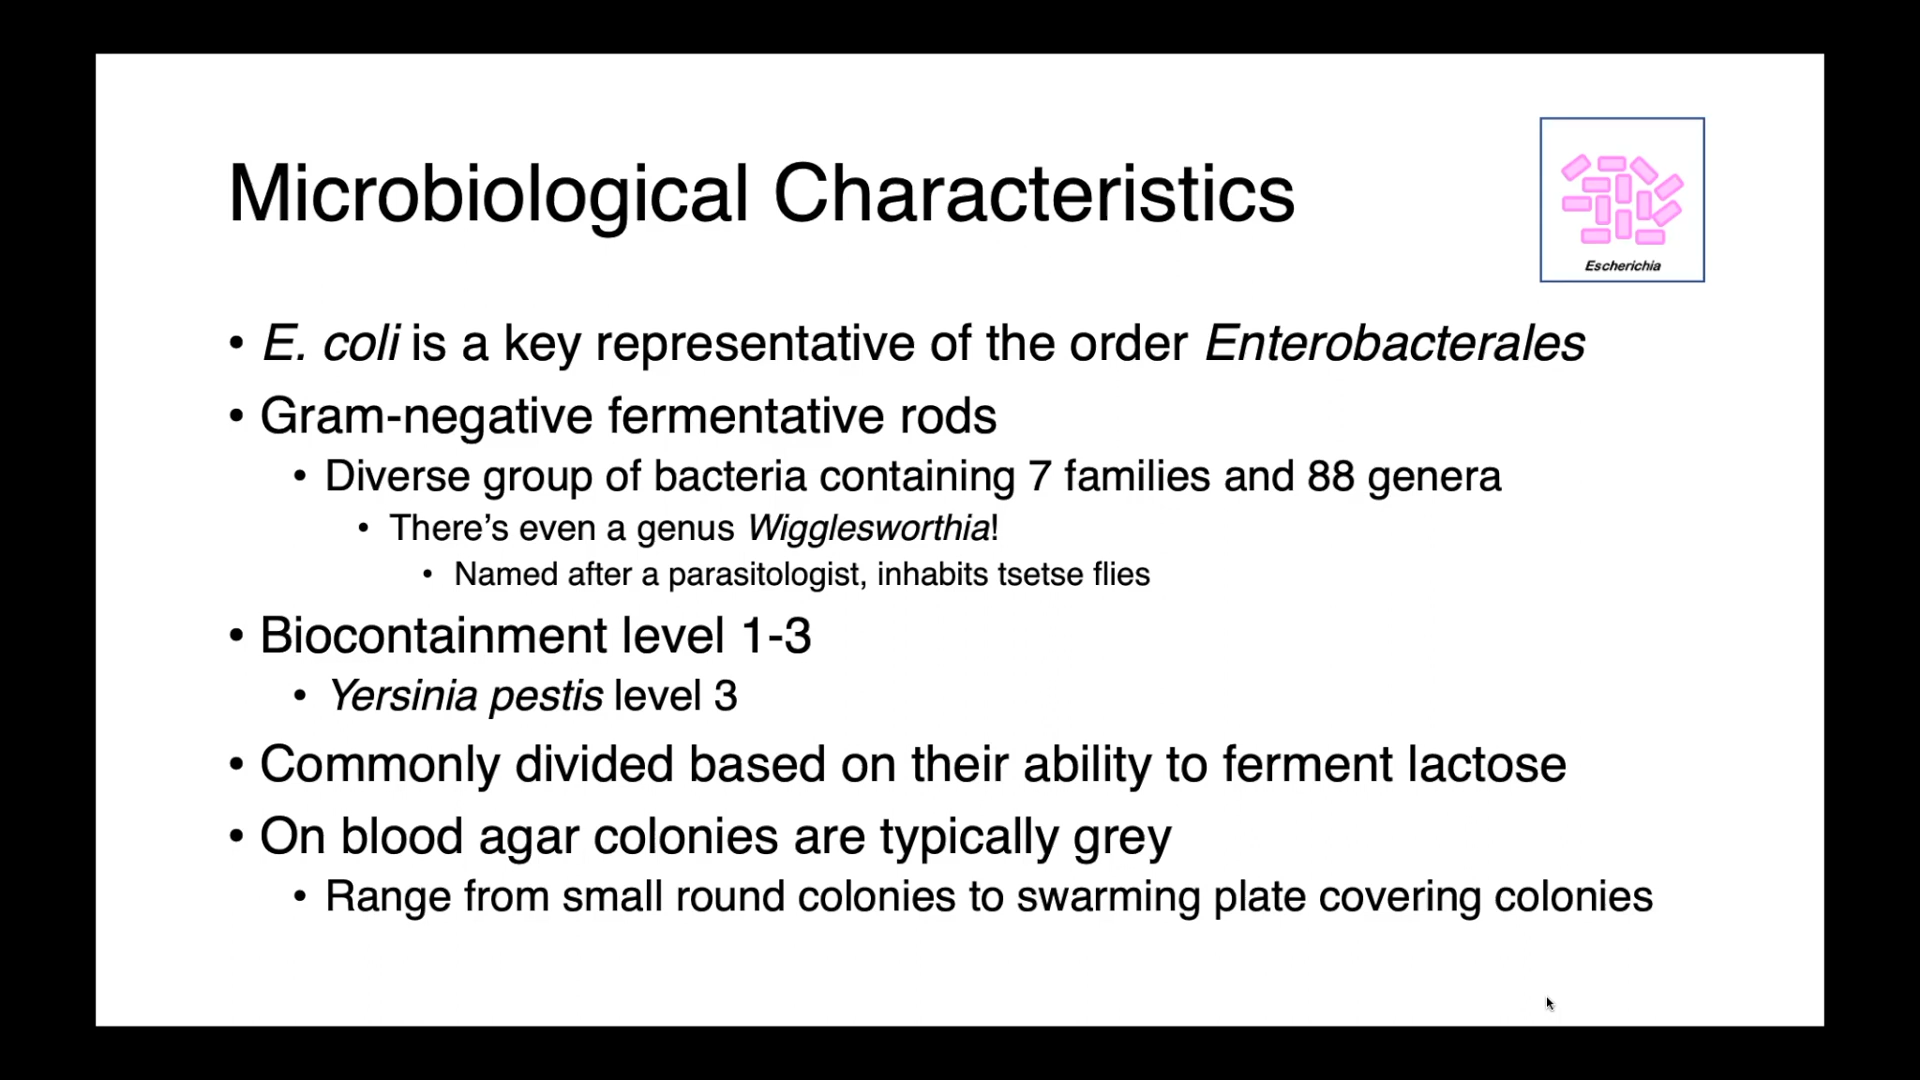 Microbiological Characteristics
Escherichia
• E. coli is a key representative of the order Enterobacterales
• Gram-negative fermentative rods
• Diverse group of bacteria containing 7 families and 88 genera
• There’s even a genus Wigglesworthia!
• Named after a parasitologist, inhabits tsetse flies
• Biocontainment level 1-3
• Yersinia pestis level 3
• Commonly divided based on their ability to ferment lactose
• On blood agar colonies are typically grey
• Range from small round colonies to swarming plate covering colonies